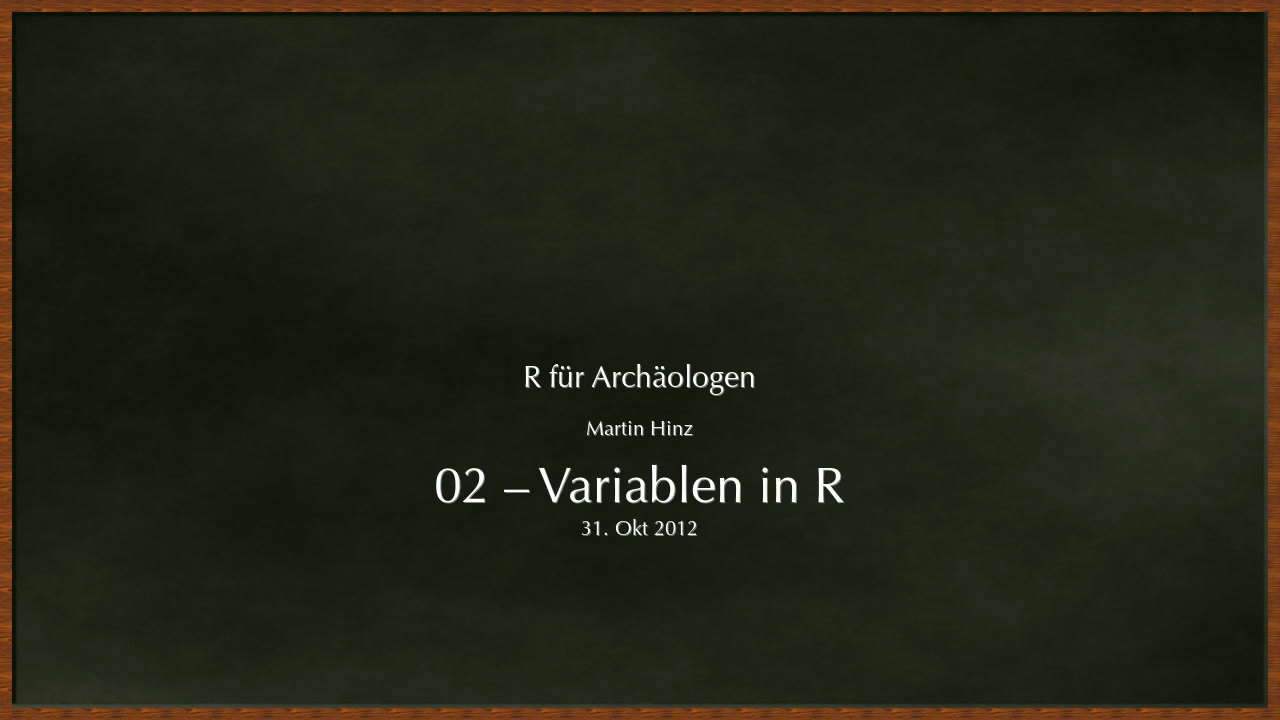 R für Archäologen
Martin Hinz
02 – Variablen in R
31. Okt 2012